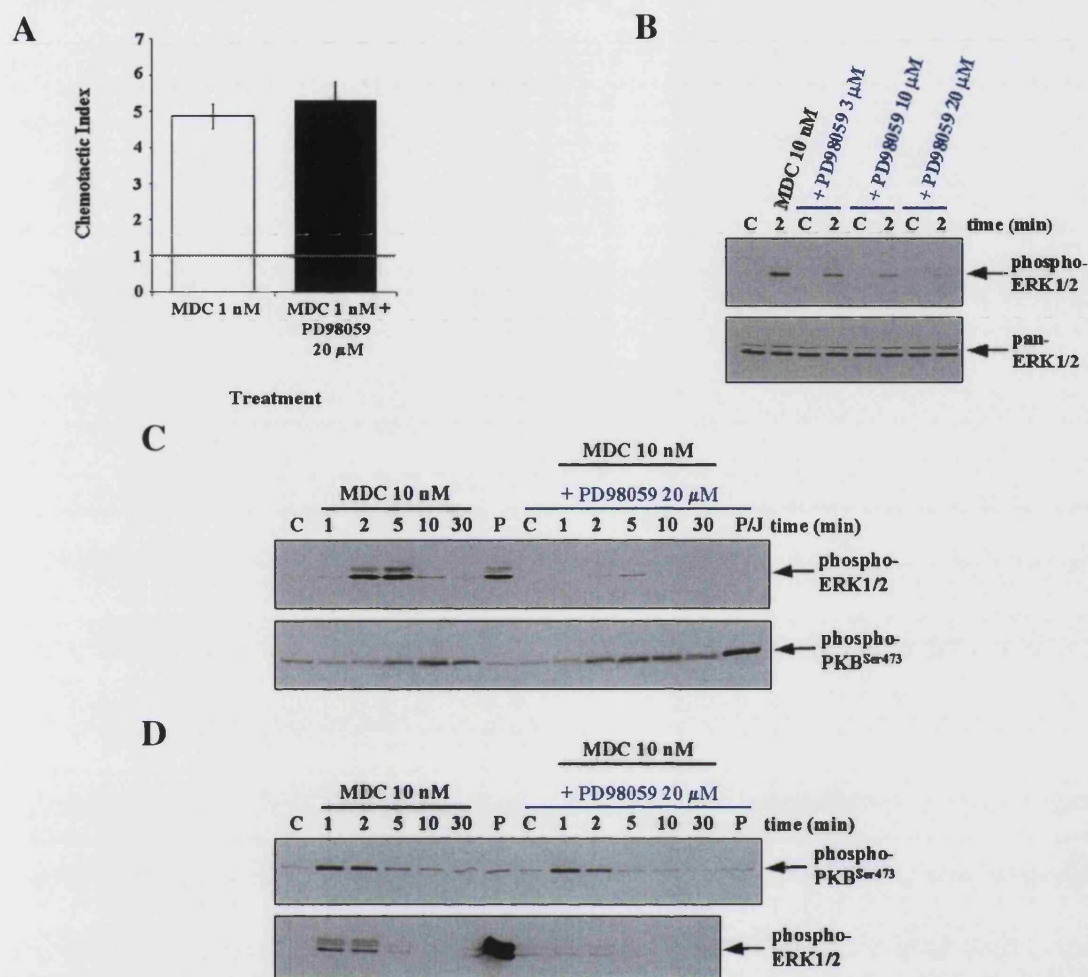 A
Chemotactic Index
7
6
5
4
3
2
1
0
MDC 1 nM
MDC 1 nM +
PD98059
20 μM
Treatment
B
MDC 10 nM
+ PD98059 3 μM
+ PD98059 10 μM
+ PD98059 20 μM
C 2 C 2 C 2 C 2 time (min)
phospho-
ERK1/2
pan-
ERK1/2
C
MDC 10 nM
MDC 10 nM
+ PD98059 20 μM
C 1 2 5 10 30 P C 1 2 5 10 30 P/J time (min)
phospho-
ERK1/2
phospho-
PKB^Ser473
D
MDC 10 nM
MDC 10 nM
+ PD98059 20 μM
C 1 2 5 10 30 P C 1 2 5 10 30 P time (min)
phospho-
PKB^Ser473
phospho-
ERK1/2